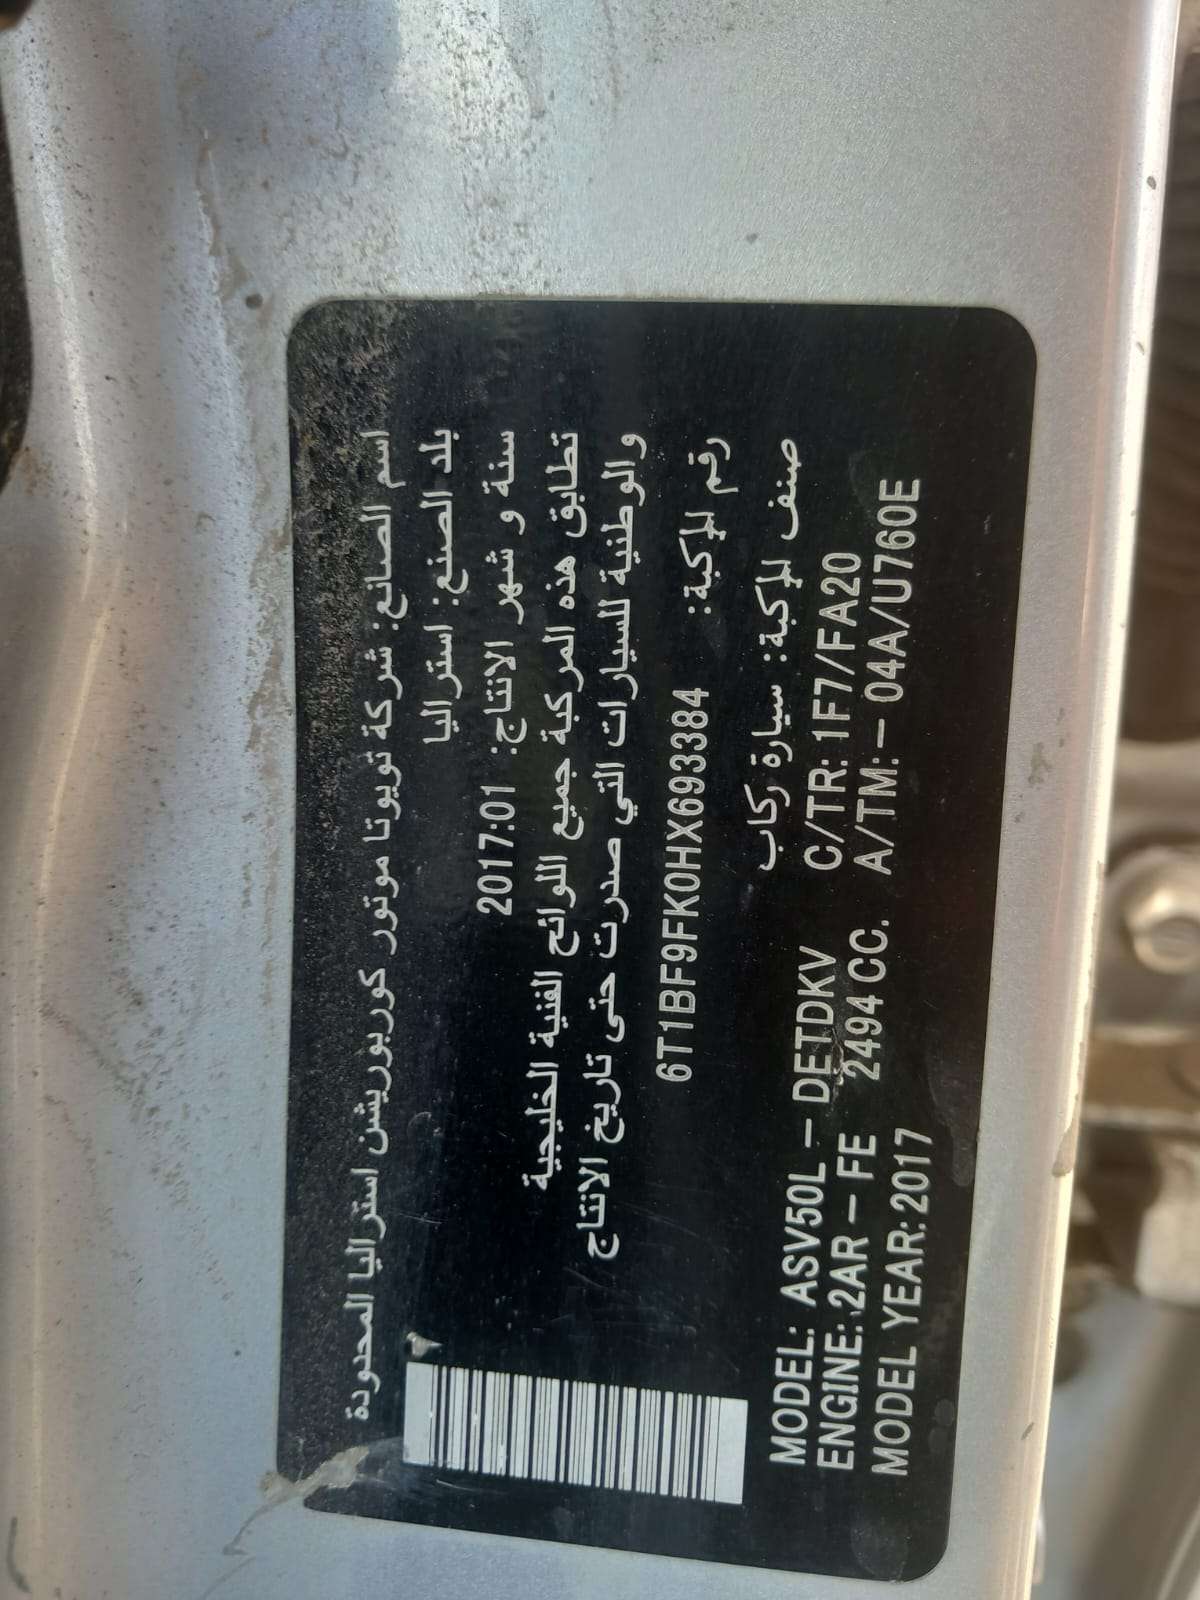 اسم الصانع: شركة تويوتا موتور كوربوريشن استراليا المحدودة
بلد الصنع: استراليا
سنة و شهر الانتاج: 2017:01
تطابق هذه المركبة جميع اللوائح الفنية الخليجية
والوطنية للسيارات التي صدرت حتى تاريخ الانتاج
رقم المركبة: 6T1BF9FK0HX693384
صنف المركبة: سيارة ركاب
MODEL: ASV50L – DETDKV C/TR: 1F7/FA20
ENGINE: 2AR – FE 2494 CC. A/TM: – 04A/U760E
MODEL YEAR: 2017